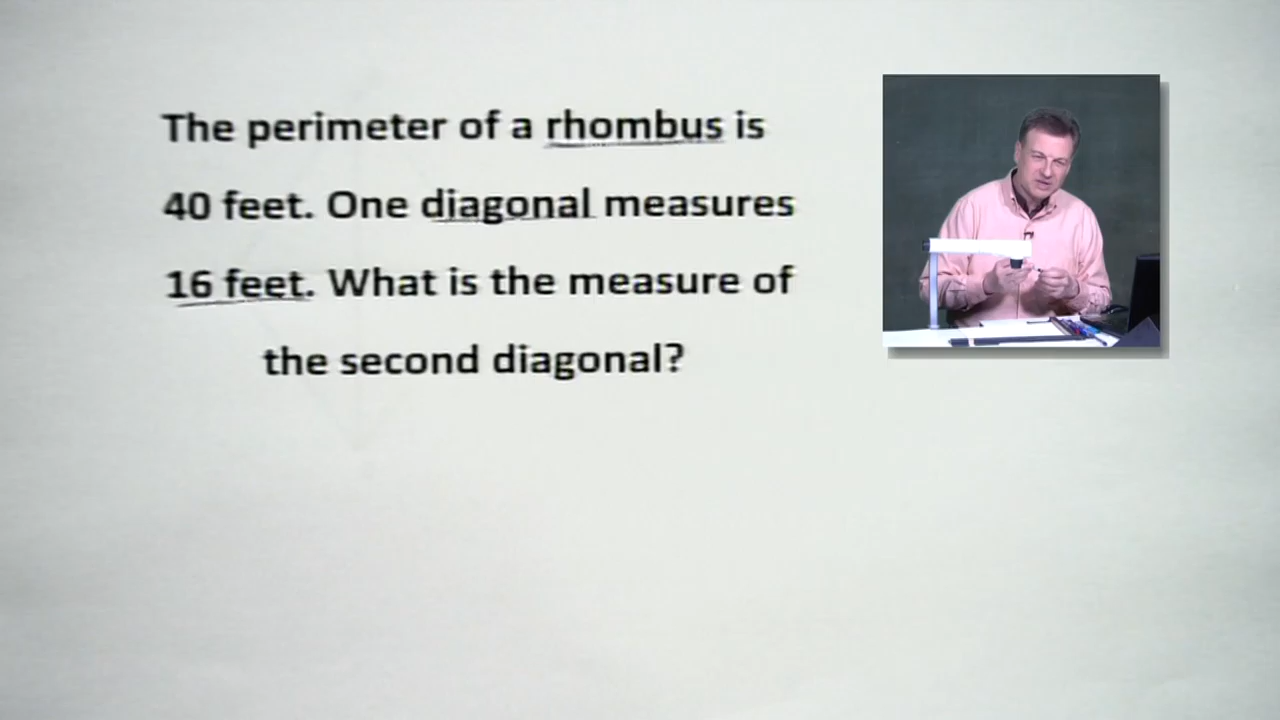 The perimeter of a rhombus is
40 feet. One diagonal measures
16 feet. What is the measure of
the second diagonal?